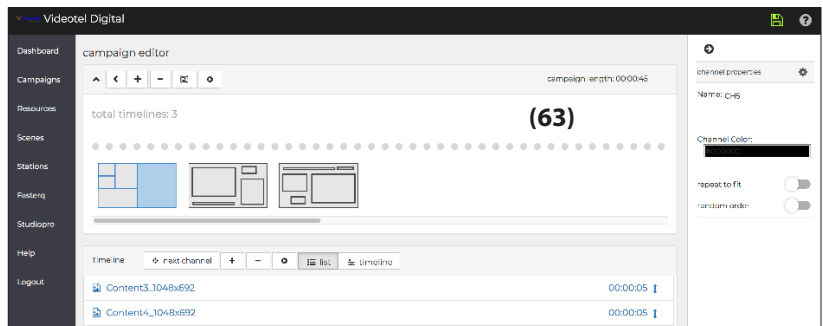 Videotel Digital
Dashboard
Campaigns
Resources
Scenes
Stations
Fasterq
Studiopro
Help
Logout
campaign editor
campaign length: 00:00:45
total timelines: 3
(63)
Timeline
next channel
list
timeline
Content3_1048x692 00:00:05
Content4_1048x692 00:00:05
channel properties
Name: CH5
Channel Color:
#000000
repeat to fit
random order